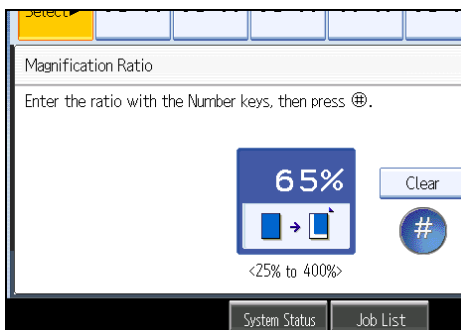 Select▶
Magnification Ratio
Enter the ratio with the Number keys, then press ⌗.
65%
Clear
#
<25% to 400%>
System Status
Job List